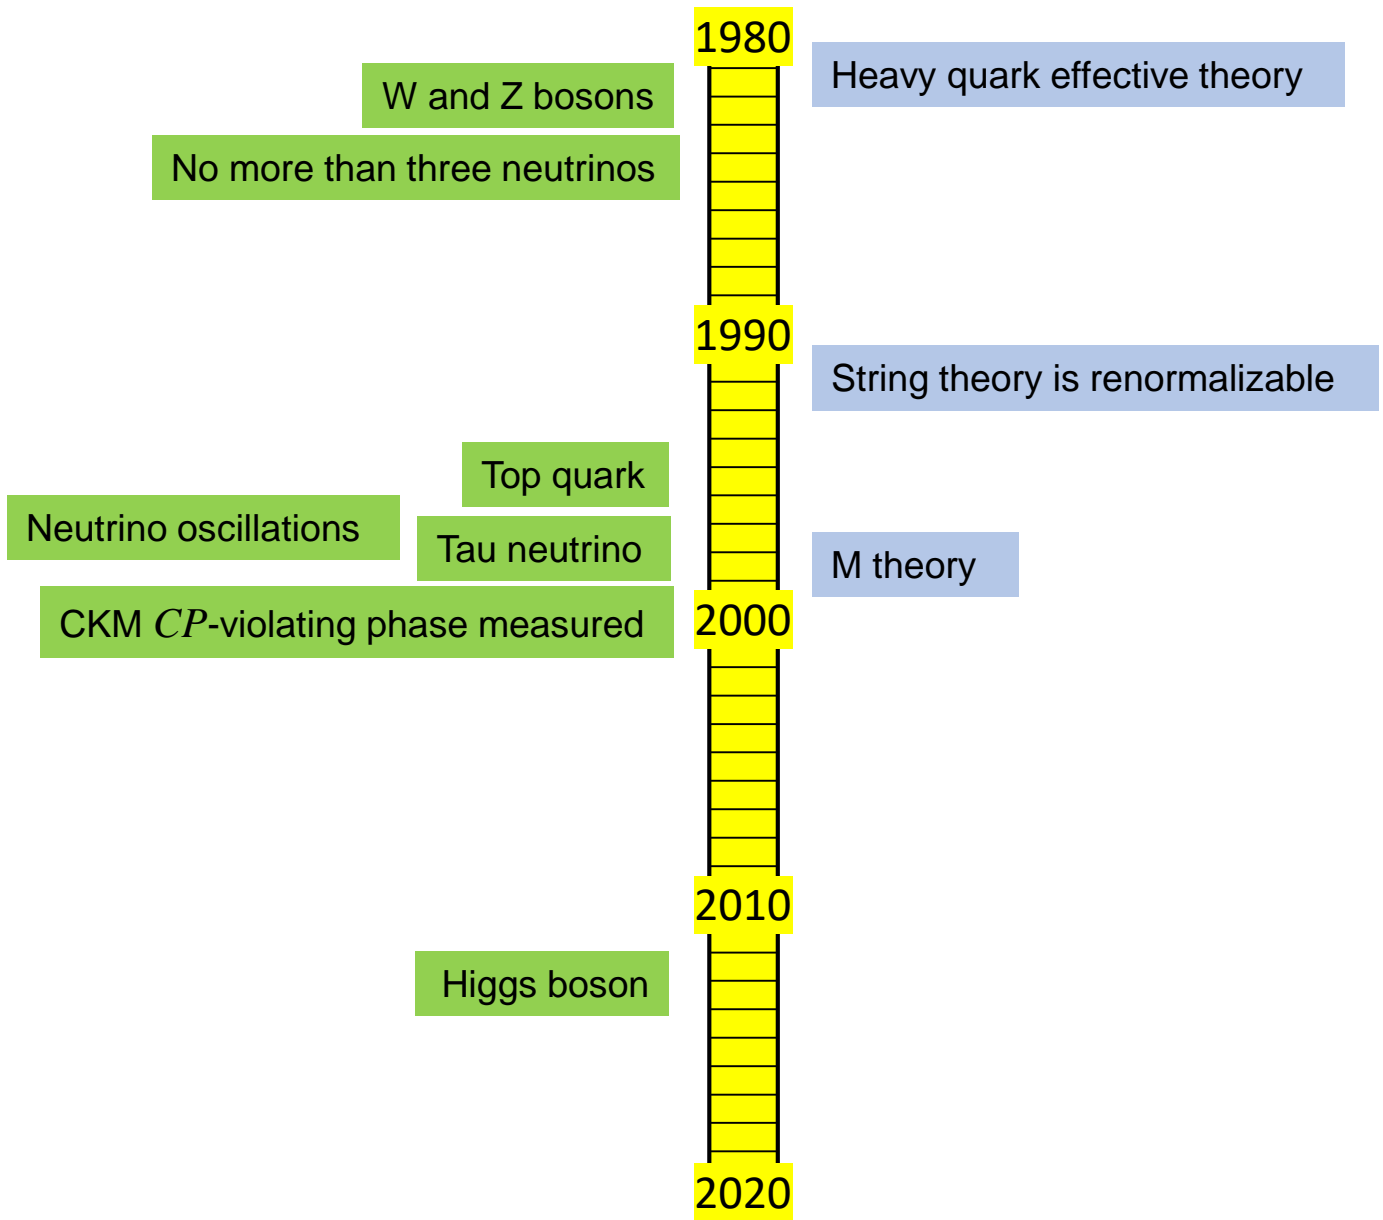 1980
Heavy quark effective theory
W and Z bosons
No more than three neutrinos
1990
String theory is renormalizable
Top quark
Neutrino oscillations
Tau neutrino
M theory
CKM CP-violating phase measured
2000
2010
Higgs boson
2020